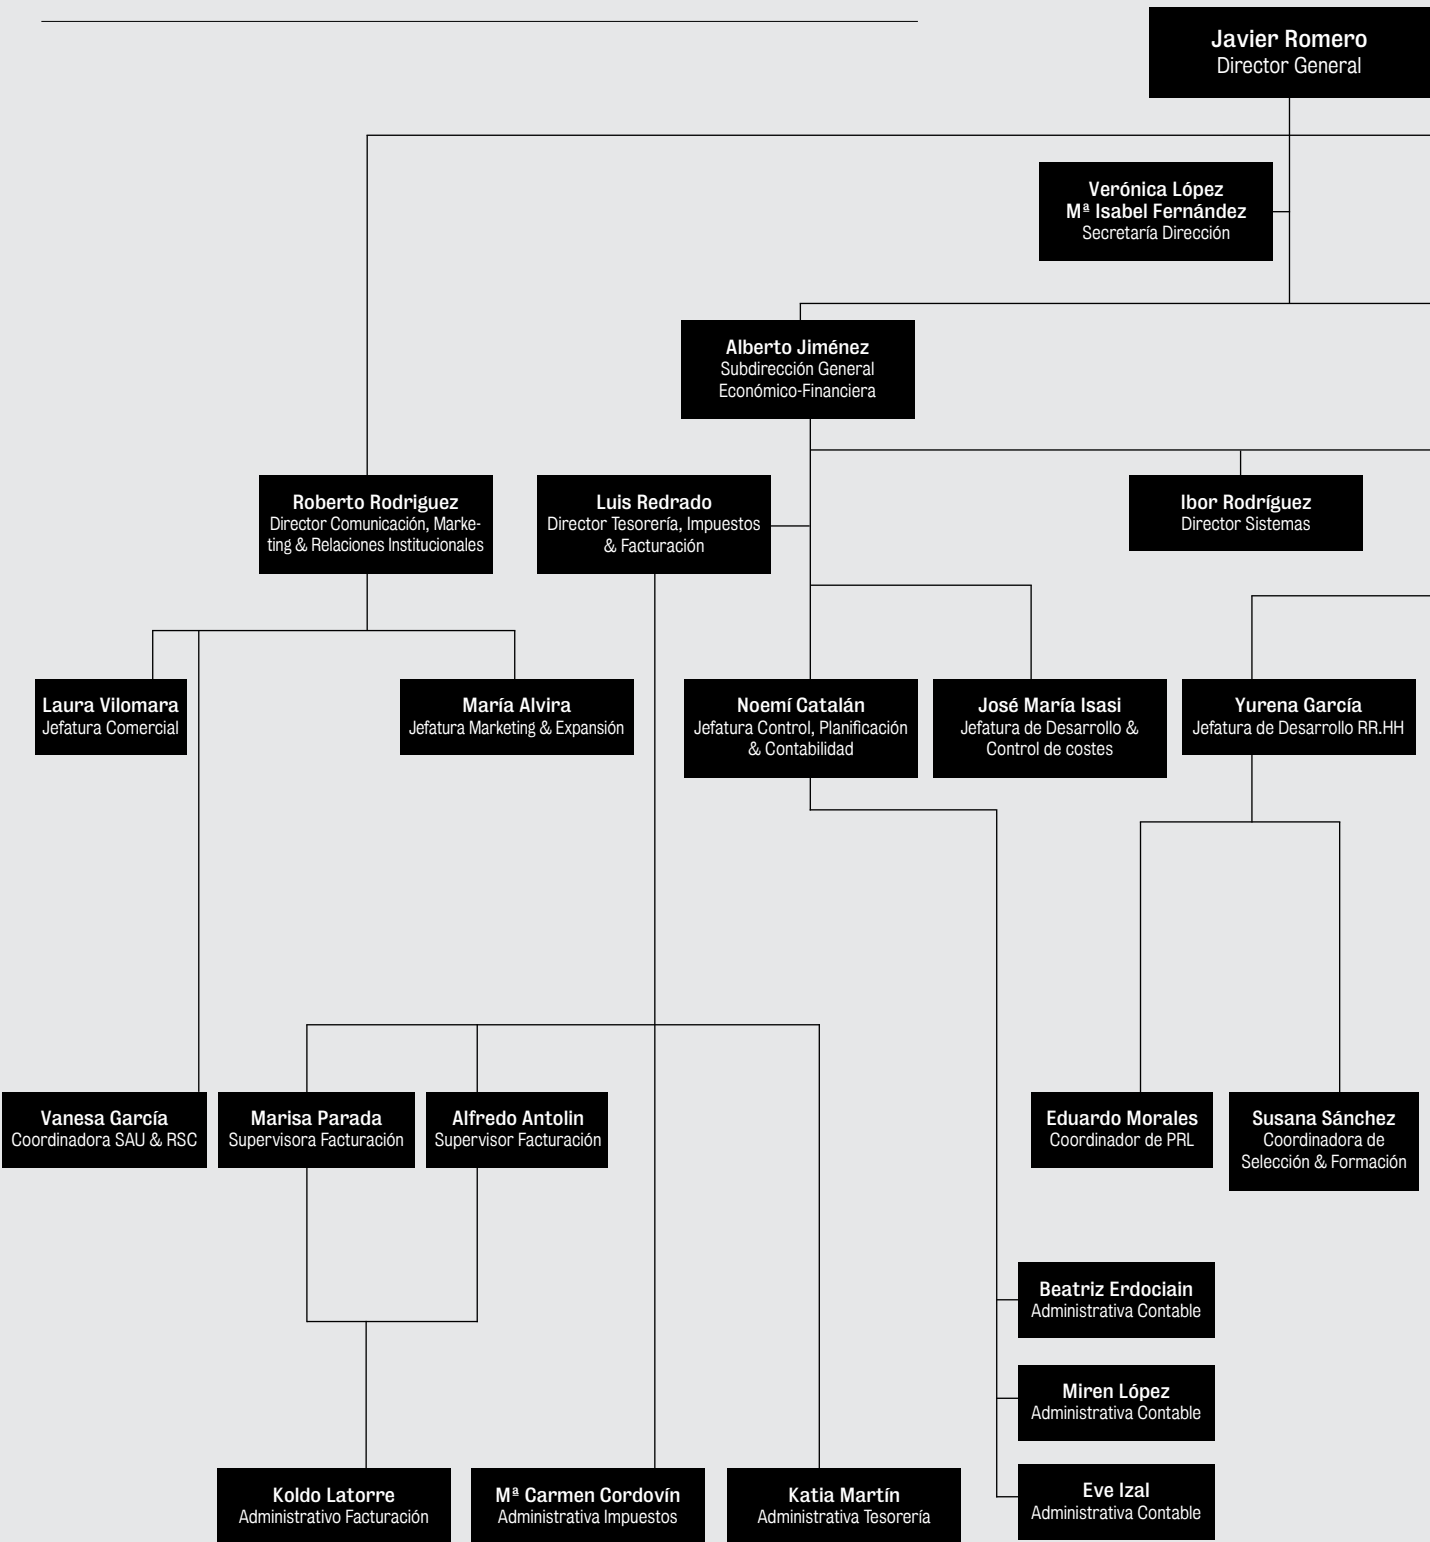 Javier Romero
Director General
Verónica López
Mª Isabel Fernández
Secretaría Dirección
Alberto Jiménez
Subdirección General
Económico-Financiera
Roberto Rodriguez
Director Comunicación, Marke-
ting & Relaciones Institucionales
Luis Redrado
Director Tesorería, Impuestos
& Facturación
Ibor Rodríguez
Director Sistemas
Laura Vilomara
Jefatura Comercial
María Alvira
Jefatura Marketing & Expansión
Noemí Catalán
Jefatura Control, Planificación
& Contabilidad
José María Isasi
Jefatura de Desarrollo &
Control de costes
Yurena García
Jefatura de Desarrollo RR.HH
Vanesa García
Coordinadora SAU & RSC
Marisa Parada
Supervisora Facturación
Alfredo Antolin
Supervisor Facturación
Eduardo Morales
Coordinador de PRL
Susana Sánchez
Coordinadora de
Selección & Formación
Beatriz Erdociain
Administrativa Contable
Miren López
Administrativa Contable
Eve Izal
Administrativa Contable
Koldo Latorre
Administrativo Facturación
Mª Carmen Cordovín
Administrativa Impuestos
Katia Martín
Administrativa Tesorería